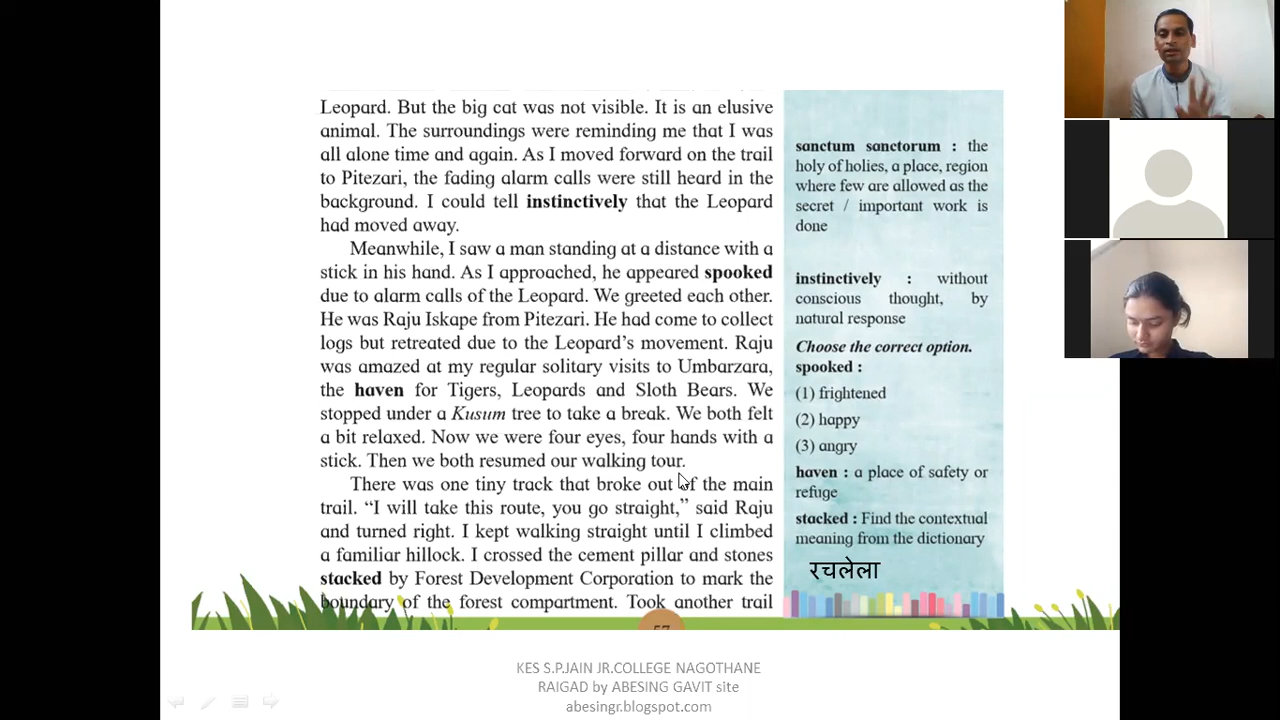 Leopard. But the big cat was not visible. It is an elusive
animal. The surroundings were reminding me that I was
all alone time and again. As I moved forward on the trail
to Pitezari, the fading alarm calls were still heard in the
background. I could tell instinctively that the Leopard
had moved away.
Meanwhile, I saw a man standing at a distance with a
stick in his hand. As I approached, he appeared spooked
due to alarm calls of the Leopard. We greeted each other.
He was Raju Iskape from Pitezari. He had come to collect
logs but retreated due to the Leopard’s movement. Raju
was amazed at my regular solitary visits to Umbarzara,
the haven for Tigers, Leopards and Sloth Bears. We
stopped under a Kusum tree to take a break. We both felt
a bit relaxed. Now we were four eyes, four hands with a
stick. Then we both resumed our walking tour.
There was one tiny track that broke out of the main
trail. “I will take this route, you go straight,” said Raju
and turned right. I kept walking straight until I climbed
a familiar hillock. I crossed the cement pillar and stones
stacked by Forest Development Corporation to mark the
boundary of the forest compartment. Took another trail
sanctum sanctorum : the
holy of holies, a place, region
where few are allowed as the
secret / important work is
done
instinctively : without
conscious thought, by
natural response
Choose the correct option.
spooked :
(1) frightened
(2) happy
(3) angry
haven : a place of safety or
refuge
stacked : Find the contextual
meaning from the dictionary
रचलेला
57
KES S.P.JAIN JR.COLLEGE NAGOTHANE
RAIGAD by ABESING GAVIT site
abesingr.blogspot.com